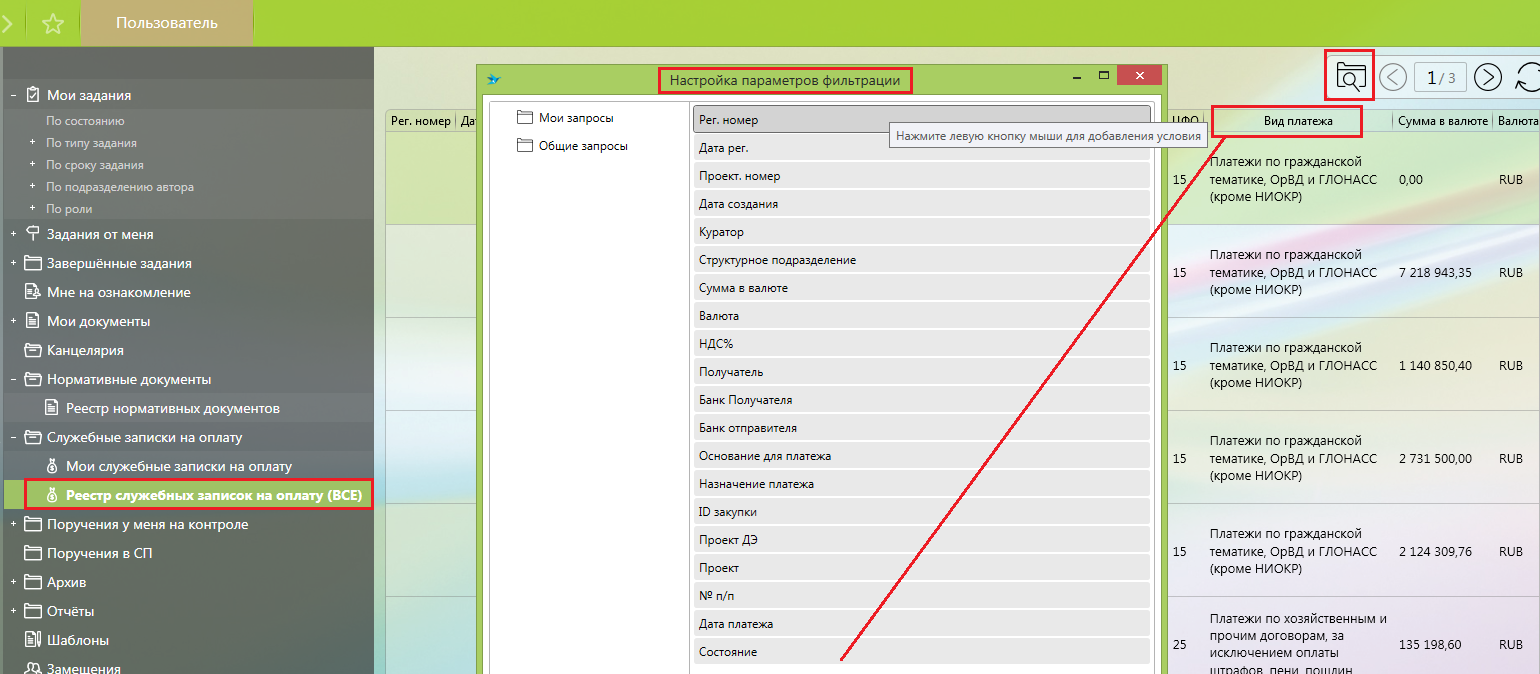 Пользователь
Мои задания
По состоянию
По типу задания
По сроку задания
По подразделению автора
По роли
Задания от меня
Завершённые задания
Мне на ознакомление
Мои документы
Канцелярия
Нормативные документы
Реестр нормативных документов
Служебные записки на оплату
Мои служебные записки на оплату
Реестр служебных записок на оплату (ВСЕ)
Поручения у меня на контроле
Поручения в СП
Архив
Отчёты
Шаблоны
Замещения
Настройка параметров фильтрации
Мои запросы
Общие запросы
Рег. номер
Нажмите левую кнопку мыши для добавления условия
Дата рег.
Проект. номер
Дата создания
Куратор
Структурное подразделение
Сумма в валюте
Валюта
НДС%
Получатель
Банк Получателя
Банк отправителя
Основание для платежа
Назначение платежа
ID закупки
Проект ДЭ
Проект
№ п/п
Дата платежа
Состояние
1 / 3
Рег. номер Да ЦФО Вид платежа Сумма в валюте Валюта
Платежи по гражданской
15 тематике, ОрВД и ГЛОНАСС 0,00 RUB
(кроме НИОКР)
Платежи по гражданской
15 тематике, ОрВД и ГЛОНАСС 7 218 943,35 RUB
(кроме НИОКР)
Платежи по гражданской
15 тематике, ОрВД и ГЛОНАСС 1 140 850,40 RUB
(кроме НИОКР)
Платежи по гражданской
15 тематике, ОрВД и ГЛОНАСС 2 731 500,00 RUB
(кроме НИОКР)
Платежи по гражданской
15 тематике, ОрВД и ГЛОНАСС 2 124 309,76 RUB
(кроме НИОКР)
Платежи по хозяйственным и
прочим договорам, за
25 исключением оплаты 135 198,60 RUB
штрафов, пени, пошлин,